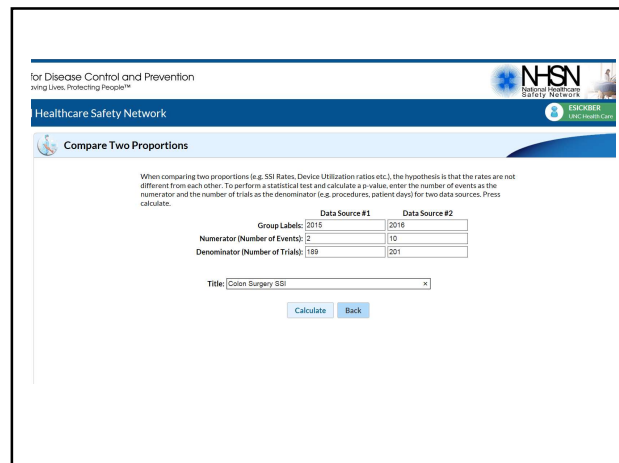 for Disease Control and Prevention
aving Lives, Protecting People™
NHSN
National Healthcare
Safety Network
l Healthcare Safety Network
ESICKBER
UNC Health Care
Compare Two Proportions
When comparing two proportions (e.g. SSI Rates, Device Utilization ratios etc.), the hypothesis is that the rates are not
different from each other. To perform a statistical test and calculate a p-value, enter the number of events as the
numerator and the number of trials as the denominator (e.g. procedures, patient days) for two data sources. Press
calculate.
Data Source #1 Data Source #2
Group Labels: 2015 2016
Numerator (Number of Events): 2 10
Denominator (Number of Trials): 189 201
Title: Colon Surgery SSI ×
Calculate Back